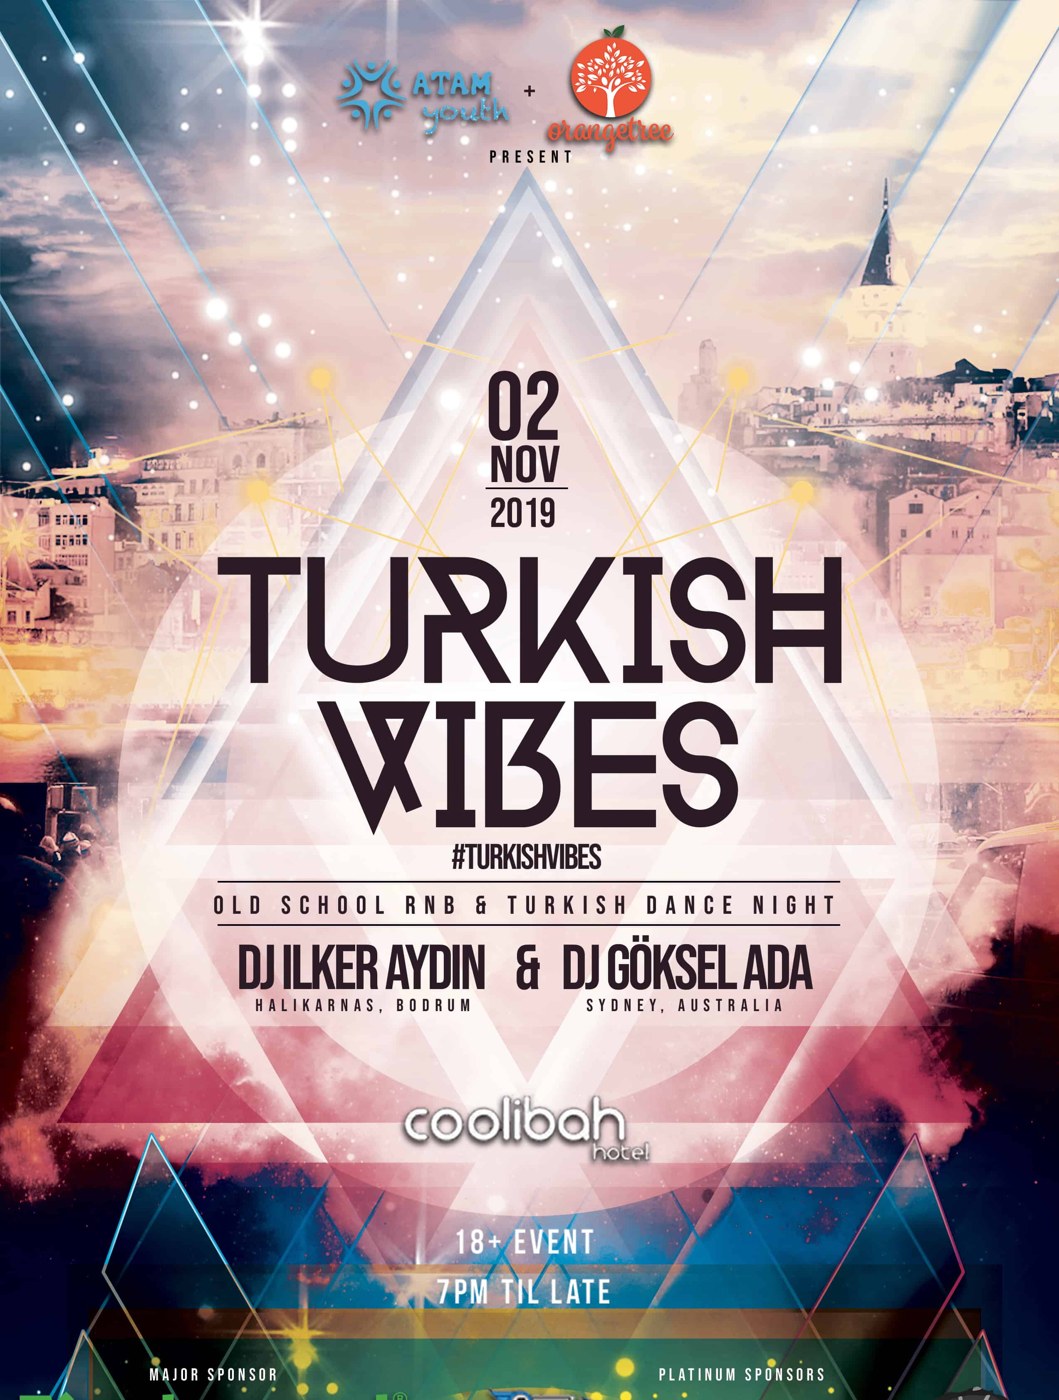 ATAM
youth
+
orangetree
PRESENT
02
NOV
2019
TURKISH
VIBES
#TURKISHVIBES
OLD SCHOOL RNB & TURKISH DANCE NIGHT
DJ ILKER AYDIN & DJ GÖKSEL ADA
HALIKARNAS, BODRUM SYDNEY, AUSTRALIA
coolibah
hotel
18+ EVENT
7PM TIL LATE
MAJOR SPONSOR PLATINUM SPONSORS